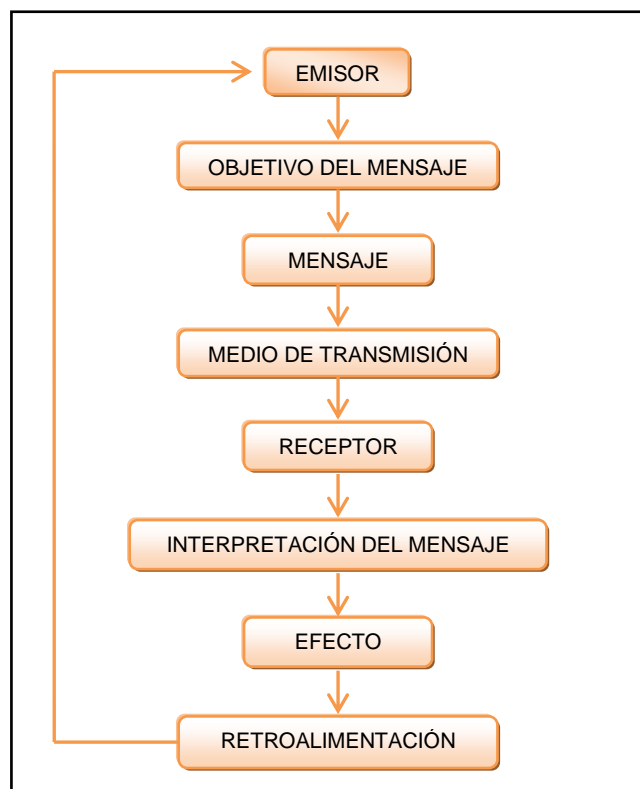 EMISOR
OBJETIVO DEL MENSAJE
MENSAJE
MEDIO DE TRANSMISIÓN
RECEPTOR
INTERPRETACIÓN DEL MENSAJE
EFECTO
RETROALIMENTACIÓN